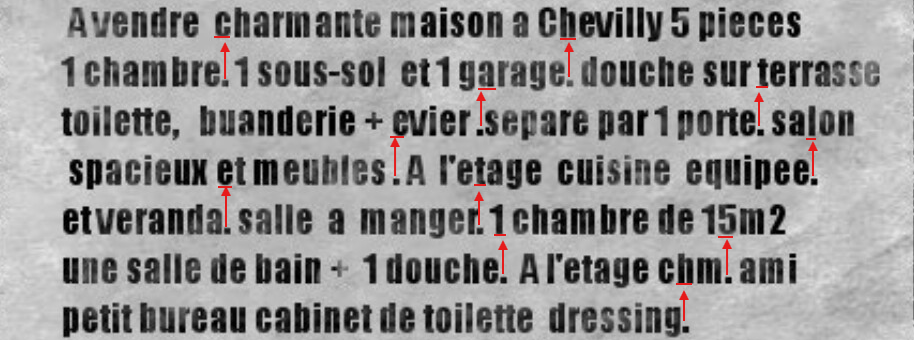 A vendre charmante maison a Chevilly 5 pieces
1 chambre. 1 sous-sol et 1 garage. douche sur terrasse
toilette, buanderie + evier .separe par 1 porte. salon
spacieux et meubles . A l'etage cuisine equipee.
et veranda. salle a manger. 1 chambre de 15m2
une salle de bain + 1 douche. A l'etage chm. ami
petit bureau cabinet de toilette dressing.